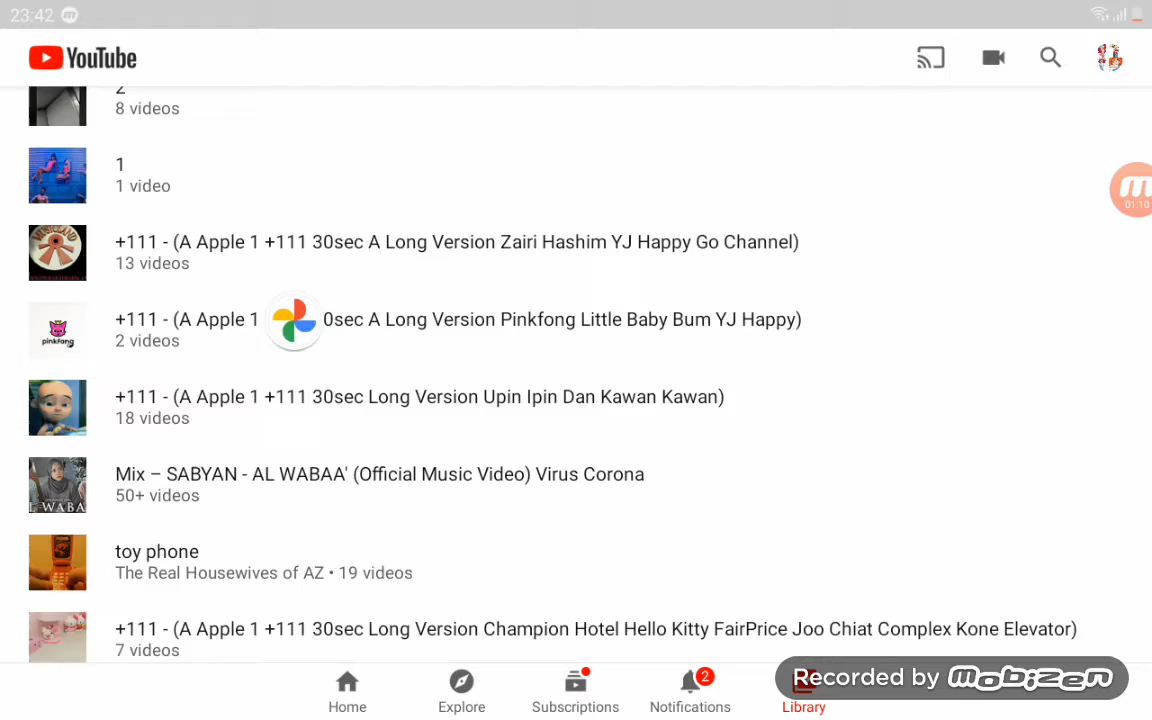 23:42
YouTube
2
8 videos
1
1 video
01:10
+111 - (A Apple 1 +111 30sec A Long Version Zairi Hashim YJ Happy Go Channel)
13 videos
+111 - (A Apple 1 0sec A Long Version Pinkfong Little Baby Bum YJ Happy)
2 videos
pinkfong
+111 - (A Apple 1 +111 30sec Long Version Upin Ipin Dan Kawan Kawan)
18 videos
Mix – SABYAN - AL WABAA' (Official Music Video) Virus Corona
50+ videos
L WABA
toy phone
The Real Housewives of AZ • 19 videos
+111 - (A Apple 1 +111 30sec Long Version Champion Hotel Hello Kitty FairPrice Joo Chiat Complex Kone Elevator)
7 videos
Recorded by mobizen
2
Home
Explore
Subscriptions
Notifications
Library